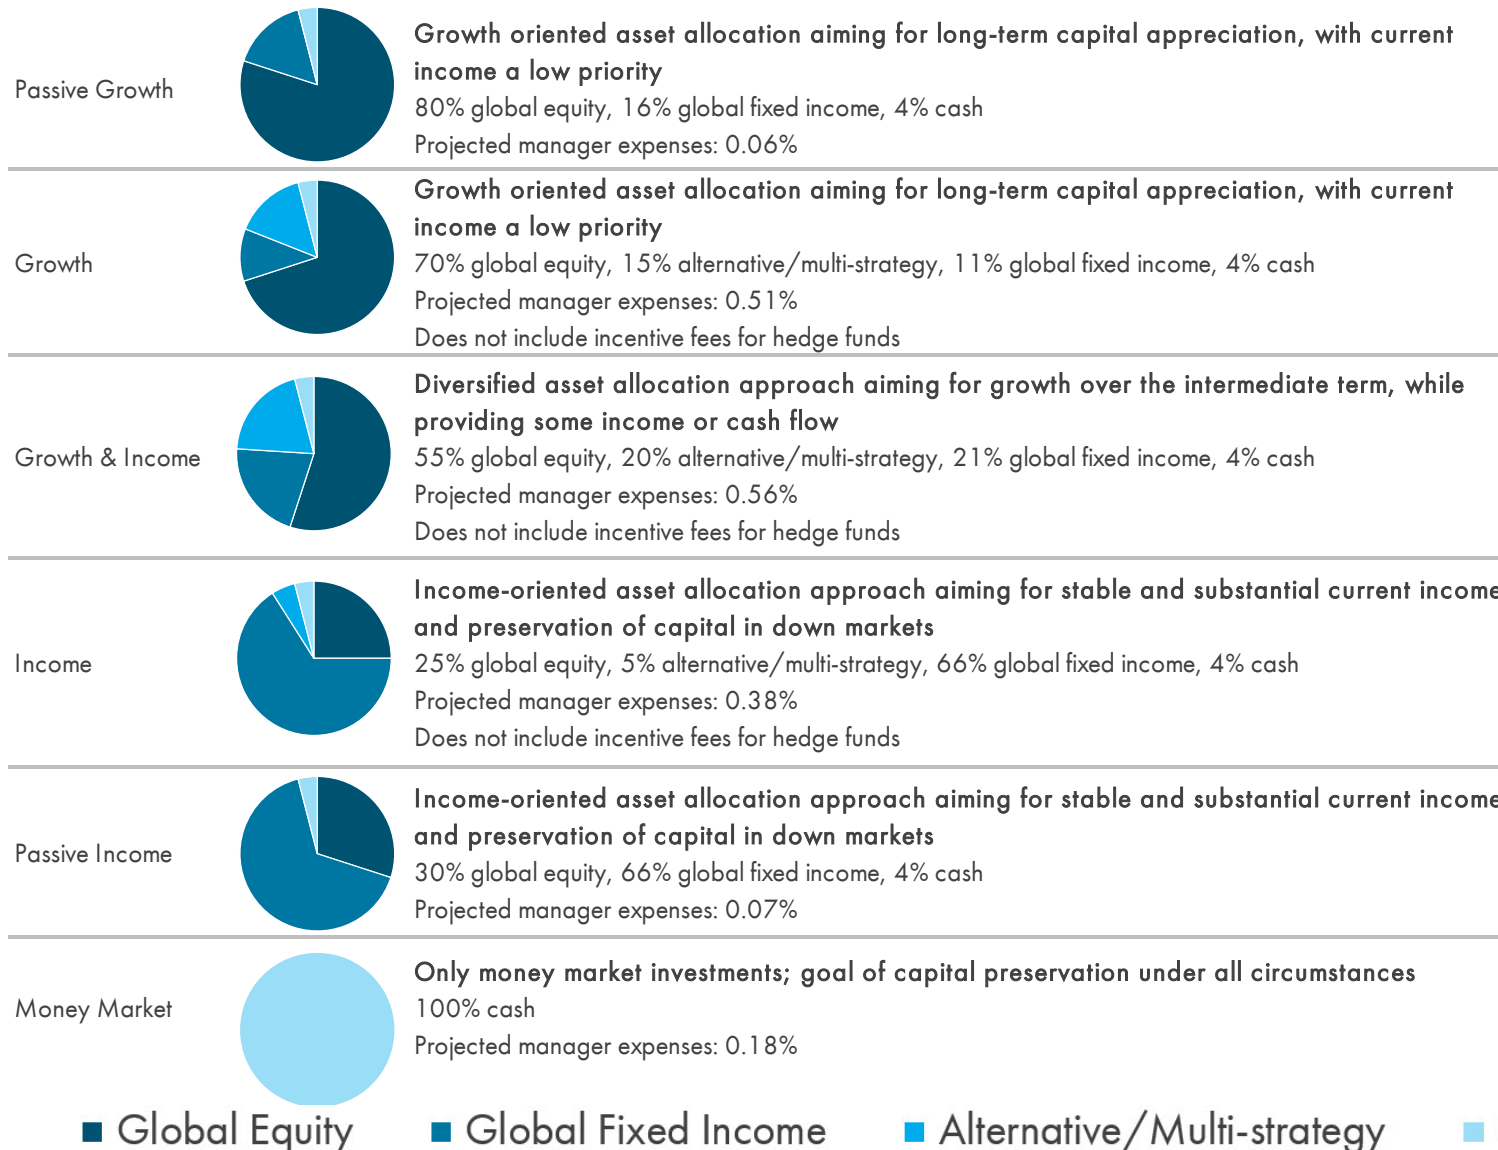 Passive Growth
Growth oriented asset allocation aiming for long-term capital appreciation, with current
income a low priority
80% global equity, 16% global fixed income, 4% cash
Projected manager expenses: 0.06%
Growth
Growth oriented asset allocation aiming for long-term capital appreciation, with current
income a low priority
70% global equity, 15% alternative/multi-strategy, 11% global fixed income, 4% cash
Projected manager expenses: 0.51%
Does not include incentive fees for hedge funds
Growth & Income
Diversified asset allocation approach aiming for growth over the intermediate term, while
providing some income or cash flow
55% global equity, 20% alternative/multi-strategy, 21% global fixed income, 4% cash
Projected manager expenses: 0.56%
Does not include incentive fees for hedge funds
Income
Income-oriented asset allocation approach aiming for stable and substantial current income
and preservation of capital in down markets
25% global equity, 5% alternative/multi-strategy, 66% global fixed income, 4% cash
Projected manager expenses: 0.38%
Does not include incentive fees for hedge funds
Passive Income
Income-oriented asset allocation approach aiming for stable and substantial current income
and preservation of capital in down markets
30% global equity, 66% global fixed income, 4% cash
Projected manager expenses: 0.07%
Money Market
Only money market investments; goal of capital preservation under all circumstances
100% cash
Projected manager expenses: 0.18%
Global Equity
Global Fixed Income
Alternative/Multi-strategy